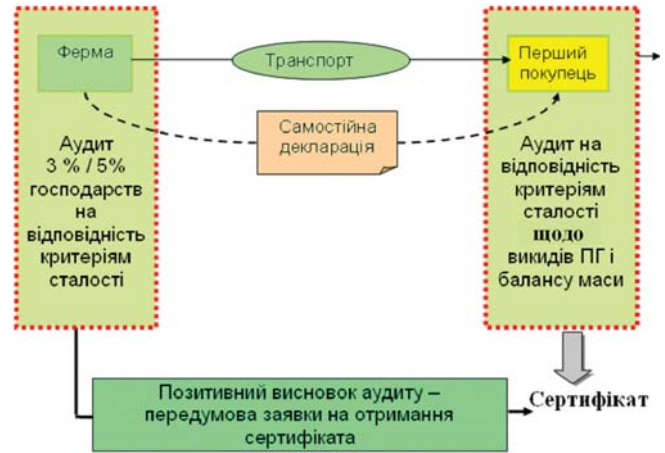 Ферма
Транспорт
Перший
покупець
Самостійна
декларація
Аудит
3 % / 5%
господарств
на
відповідність
критеріям
сталості
Аудит на
відповідність
критеріям
сталості
щодо
викидів ПГ і
балансу маси
Позитивний висновок аудиту –
передумова заявки на отримання
сертифіката
Сертифікат